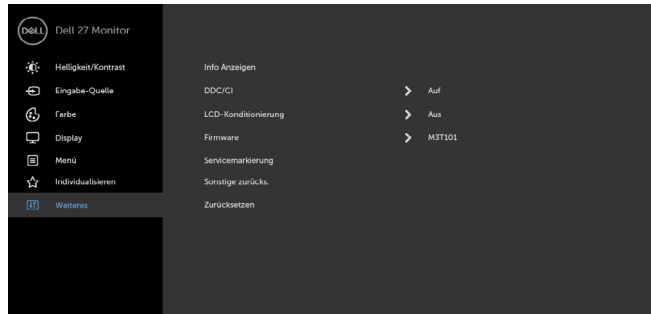 DELL Dell 27 Monitor
Helligkeit/Kontrast Info Anzeigen
Eingabe-Quelle DDC/CI Auf
Farbe LCD-Konditionierung Aus
Display Firmware M3T101
Menü Servicemarkierung
Individualisieren Sonstige zurücks.
Weiteres Zurücksetzen